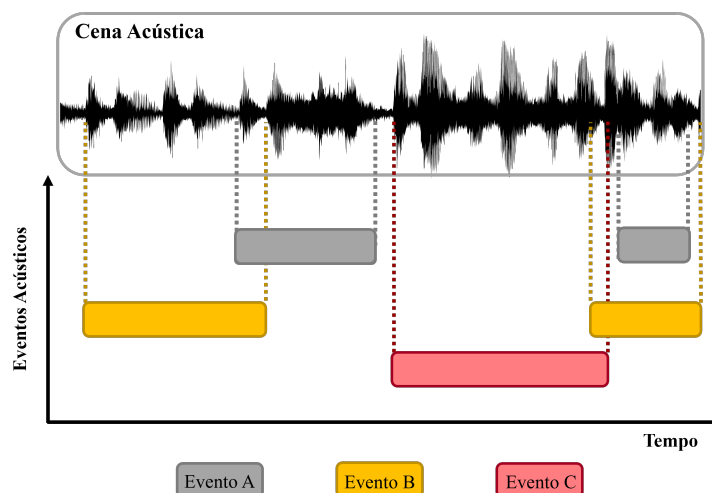 Cena Acústica
Eventos Acústicos
Tempo
Evento A
Evento B
Evento C